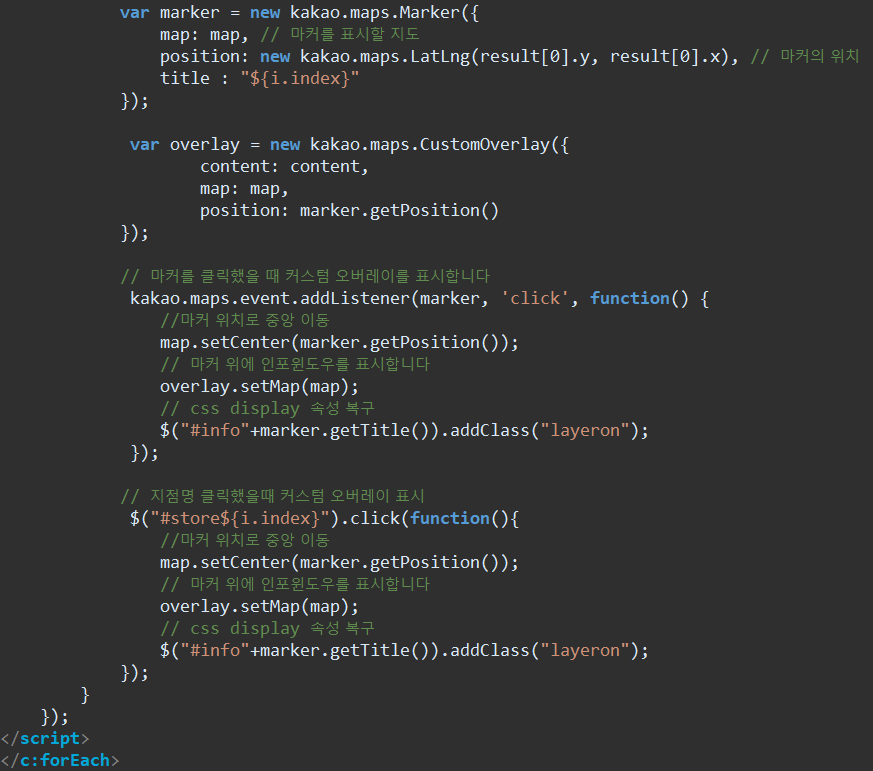 var marker = new kakao.maps.Marker({
map: map, // 마커를 표시할 지도
position: new kakao.maps.LatLng(result[0].y, result[0].x), // 마커의 위치
title : "${i.index}"
});
var overlay = new kakao.maps.CustomOverlay({
content: content,
map: map,
position: marker.getPosition()
});
// 마커를 클릭했을 때 커스텀 오버레이를 표시합니다
kakao.maps.event.addListener(marker, 'click', function() {
//마커 위치로 중앙 이동
map.setCenter(marker.getPosition());
// 마커 위에 인포윈도우를 표시합니다
overlay.setMap(map);
// css display 속성 복구
$("#info"+marker.getTitle()).addClass("layeron");
});
// 지점명 클릭했을때 커스텀 오버레이 표시
$("#store${i.index}").click(function(){
//마커 위치로 중앙 이동
map.setCenter(marker.getPosition());
// 마커 위에 인포윈도우를 표시합니다
overlay.setMap(map);
// css display 속성 복구
$("#info"+marker.getTitle()).addClass("layeron");
});
}
});
</script>
</c:forEach>